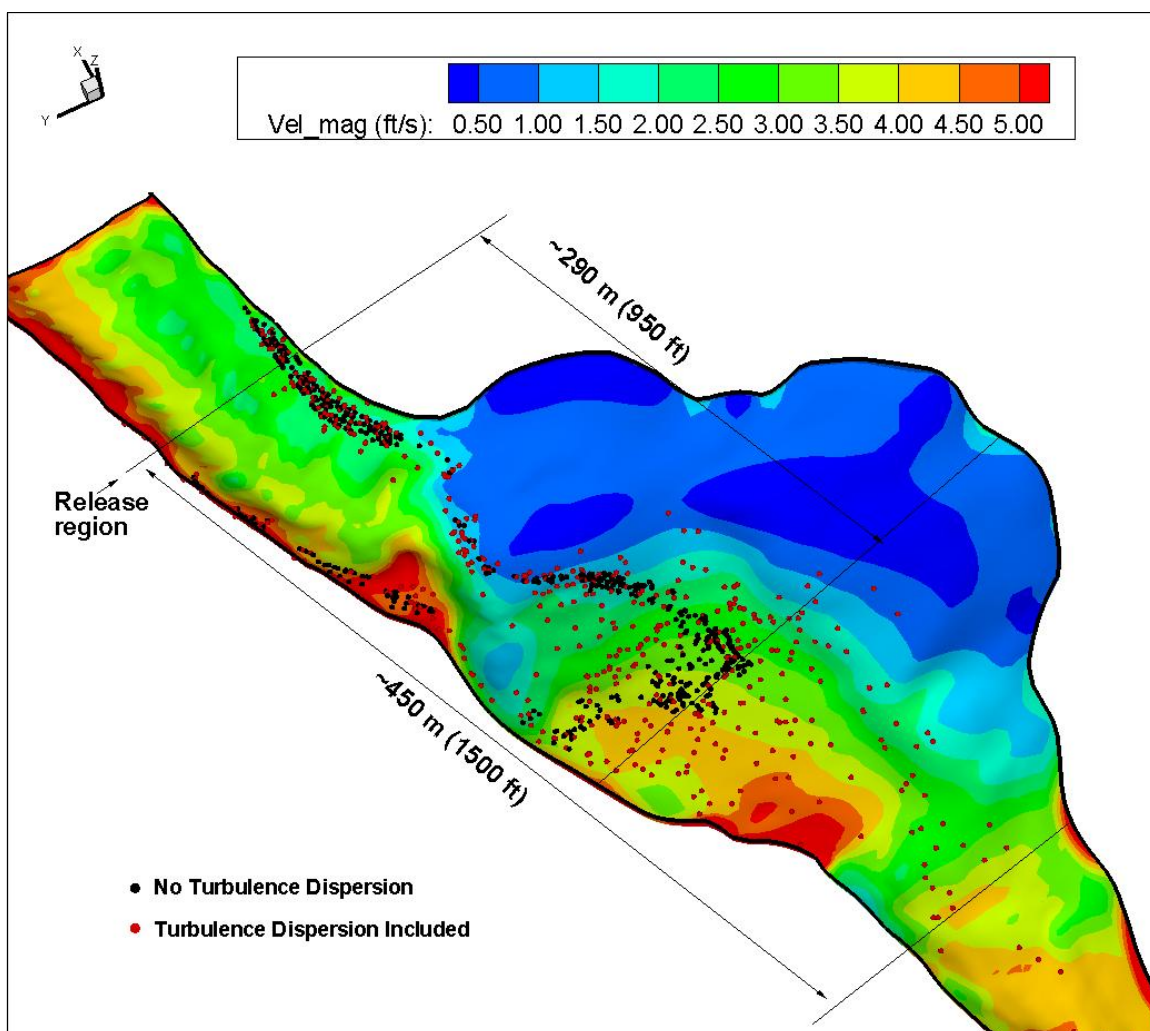 X
Z
Y
Vel_mag (ft/s): 0.50 1.00 1.50 2.00 2.50 3.00 3.50 4.00 4.50 5.00
~290 m (950 ft)
Release
region
~450 m (1500 ft)
No Turbulence Dispersion
Turbulence Dispersion Included